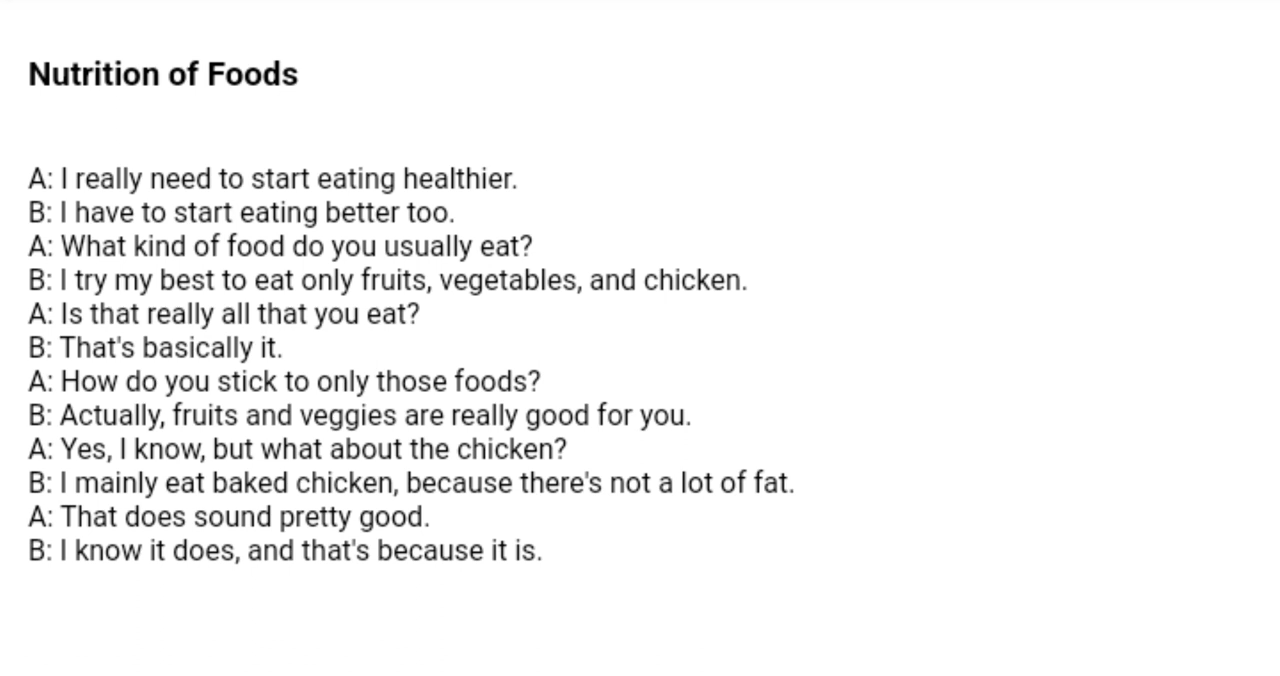 Nutrition of Foods
A: I really need to start eating healthier.
B: I have to start eating better too.
A: What kind of food do you usually eat?
B: I try my best to eat only fruits, vegetables, and chicken.
A: Is that really all that you eat?
B: That's basically it.
A: How do you stick to only those foods?
B: Actually, fruits and veggies are really good for you.
A: Yes, I know, but what about the chicken?
B: I mainly eat baked chicken, because there's not a lot of fat.
A: That does sound pretty good.
B: I know it does, and that's because it is.